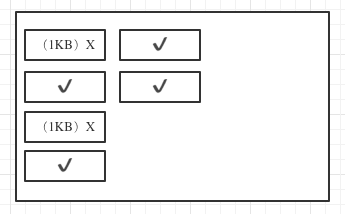 （1KB）X ✓
✓ ✓
（1KB）X
✓